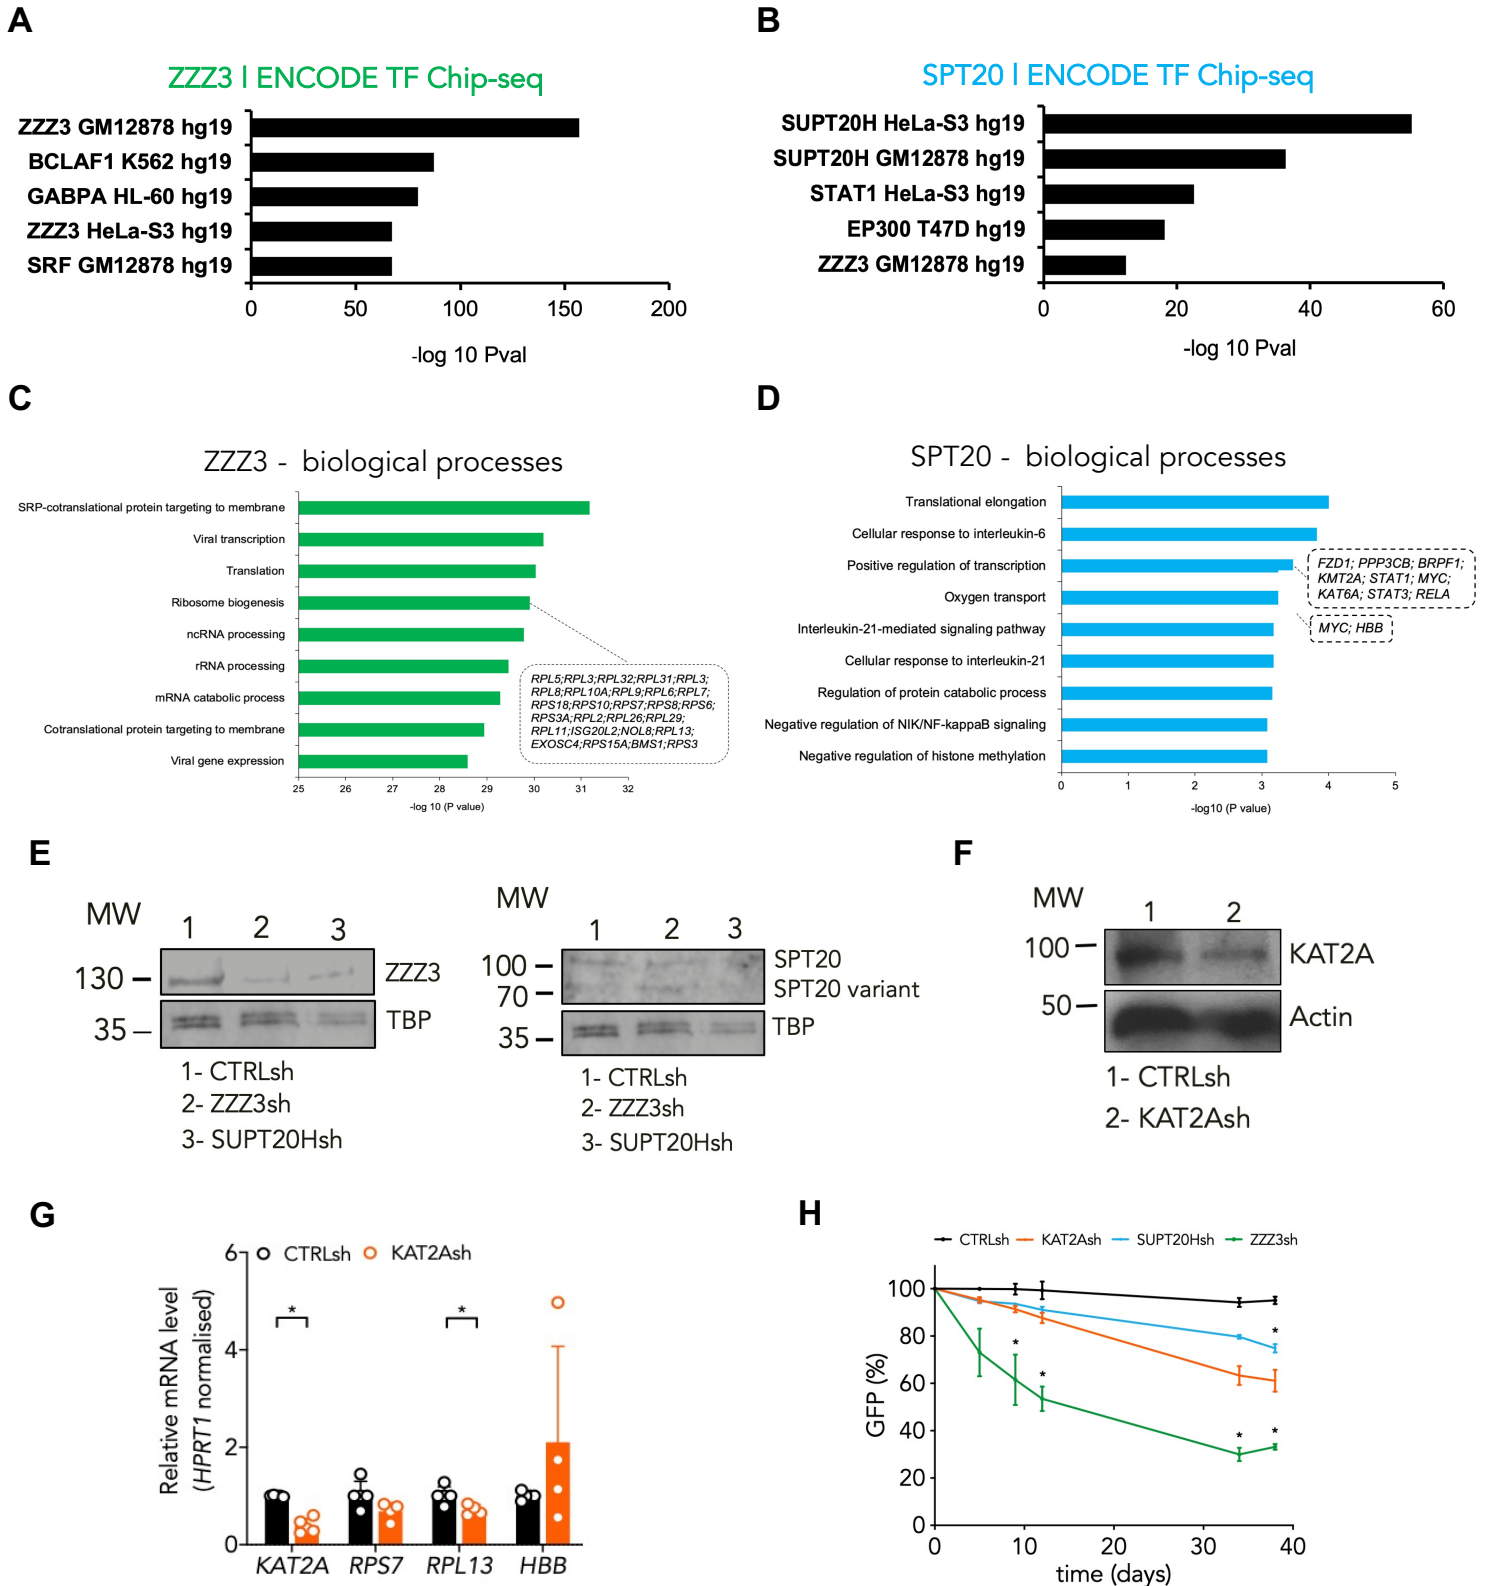 A
ZZZ3 | ENCODE TF Chip-seq
ZZZ3 GM12878 hg19
BCLAF1 K562 hg19
GABPA HL-60 hg19
ZZZ3 HeLa-S3 hg19
SRF GM12878 hg19
0 50 100 150 200
-log 10 Pval
B
SPT20 | ENCODE TF Chip-seq
SUPT20H HeLa-S3 hg19
SUPT20H GM12878 hg19
STAT1 HeLa-S3 hg19
EP300 T47D hg19
ZZZ3 GM12878 hg19
0 20 40 60
-log 10 Pval
C
ZZZ3 - biological processes
SRP-cotranslational protein targeting to membrane
Viral transcription
Translation
Ribosome biogenesis
ncRNA processing
rRNA processing
mRNA catabolic process
Cotranslational protein targeting to membrane
Viral gene expression
RPL5;RPL3;RPL32;RPL31;RPL3;
RPL8;RPL10A;RPL9;RPL6;RPL7;
RPS18;RPS10;RPS7;RPS8;RPS6;
RPS3A;RPL2;RPL26;RPL29;
RPL11;ISG20L2;NOL8;RPL13;
EXOSC4;RPS15A;BMS1;RPS3
25 26 27 28 29 30 31 32
-log 10 (P value)
D
SPT20 - biological processes
Translational elongation
Cellular response to interleukin-6
Positive regulation of transcription
Oxygen transport
Interleukin-21-mediated signaling pathway
Cellular response to interleukin-21
Regulation of protein catabolic process
Negative regulation of NIK/NF-kappaB signaling
Negative regulation of histone methylation
FZD1; PPP3CB; BRPF1;
KMT2A; STAT1; MYC;
KAT6A; STAT3; RELA
MYC; HBB
0 1 2 3 4 5
-log10 (P value)
E
MW
1 2 3
130
ZZZ3
35
TBP
1- CTRLsh
2- ZZZ3sh
3- SUPT20Hsh
MW
1 2 3
100
SPT20
70
SPT20 variant
35
TBP
1- CTRLsh
2- ZZZ3sh
3- SUPT20Hsh
F
MW
1 2
100
KAT2A
50
Actin
1- CTRLsh
2- KAT2Ash
G
CTRLsh KAT2Ash
Relative mRNA level
(HPRT1 normalised)
6
4
2
0
* *
KAT2A RPS7 RPL13 HBB
H
CTRLsh KAT2Ash SUPT20Hsh ZZZ3sh
GFP (%)
100
80
60
40
20
0
* * * * *
0 10 20 30 40
time (days)